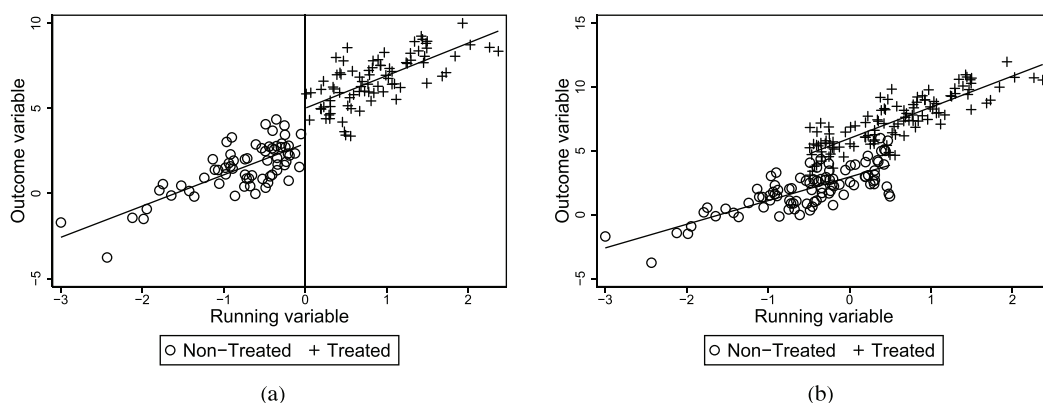 Outcome variable
10
5
0
−5
−3
−2
−1
0
1
2
Running variable
Non−Treated
Treated
(a)
Outcome variable
15
10
5
0
−5
−3
−2
−1
0
1
2
Running variable
Non−Treated
Treated
(b)